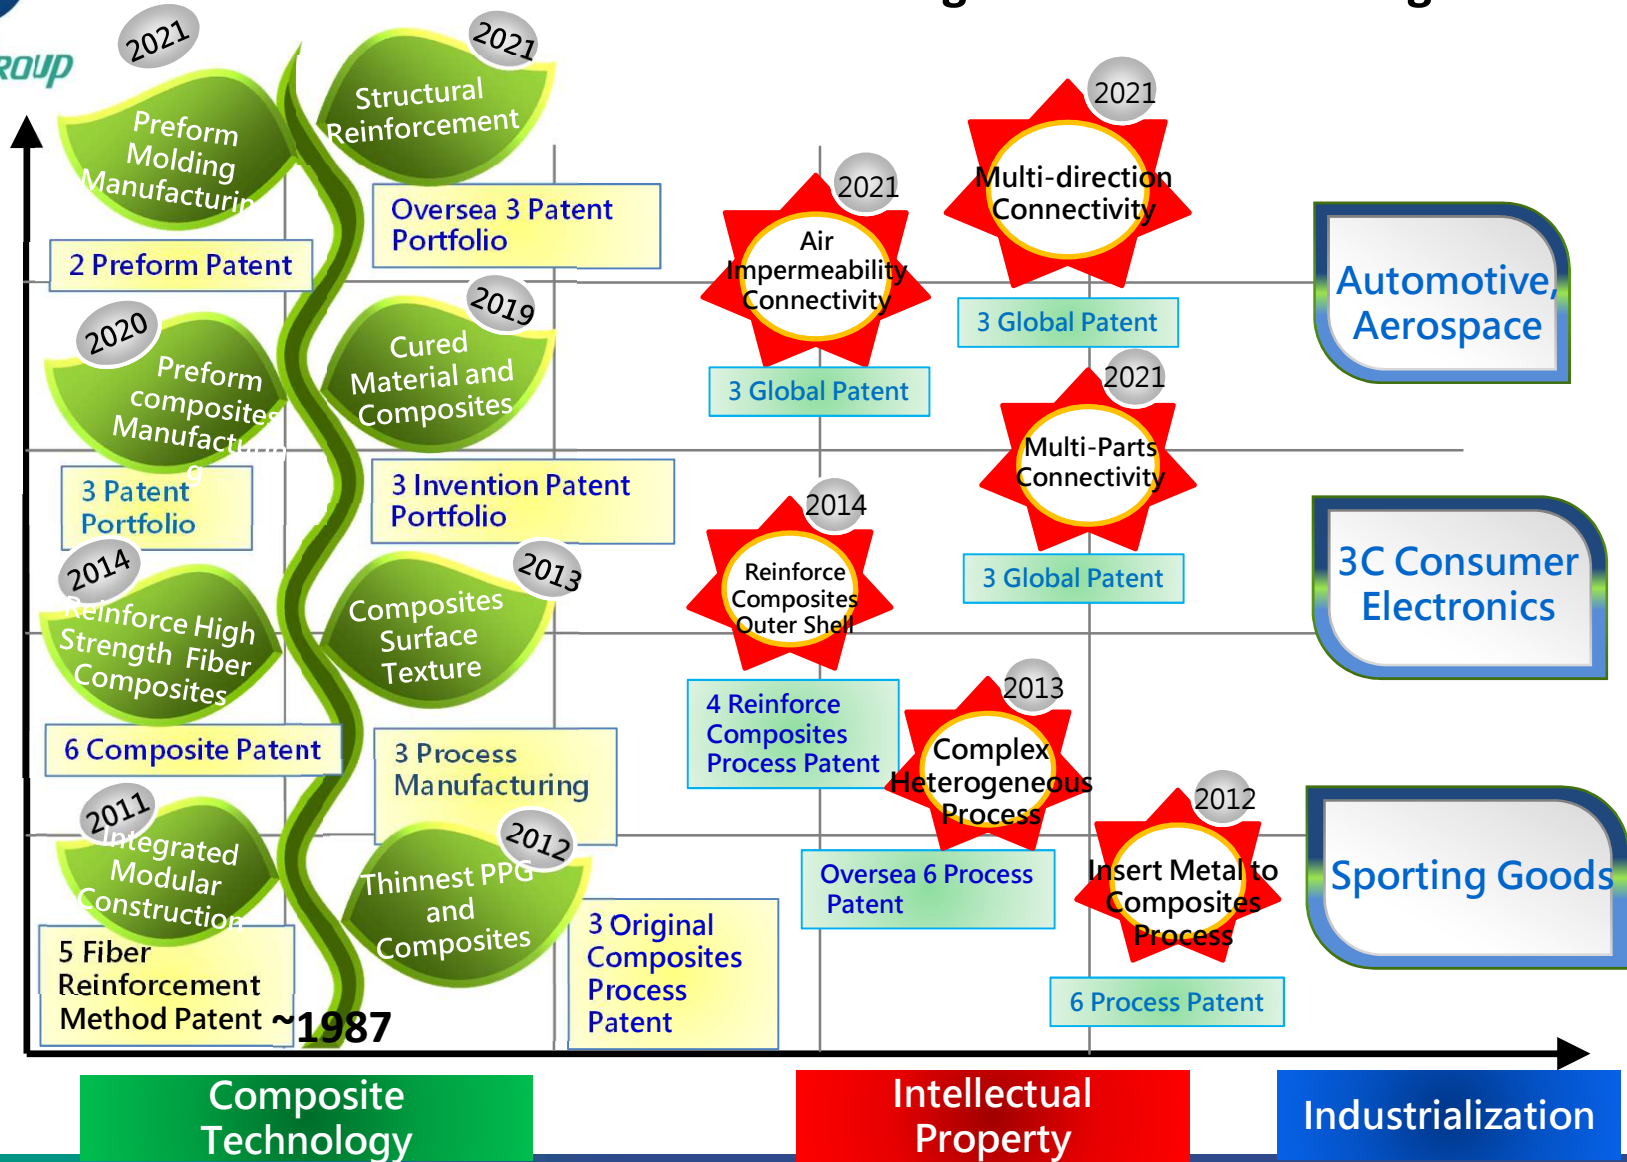 2021
Preform
Molding
2 Preform Patent
2021
Structural
Reinforcement
Oversea 3 Patent
Portfolio
2020
Preform
composites
3 Patent
Portfolio
2019
Cured
Material and
Composites
3 Invention Patent
Portfolio
2014
Reinforce High
Strength Fiber
Composites
6 Composite Patent
2013
Composites
Surface
Texture
3 Process
Manufacturing
2011
Integrated
Modular
Construction
5 Fiber
Reinforcement
Method Patent
2012
Thinnest PPG
and
Composites
3 Original
Composites
Process
Patent
~1987
2021
Air
Impermeability
Connectivity
3 Global Patent
2021
Multi-direction
Connectivity
3 Global Patent
2021
Multi-Parts
Connectivity
3 Global Patent
2014
Reinforce
Composites
Outer Shell
4 Reinforce
Composites
Process Patent
2013
Complex
Heterogeneous
Process
Oversea 6 Process
Patent
2012
Insert Metal to
Composites
Process
6 Process Patent
Automotive,
Aerospace
3C Consumer
Electronics
Sporting Goods
Composite
Technology
Intellectual
Property
Industrialization